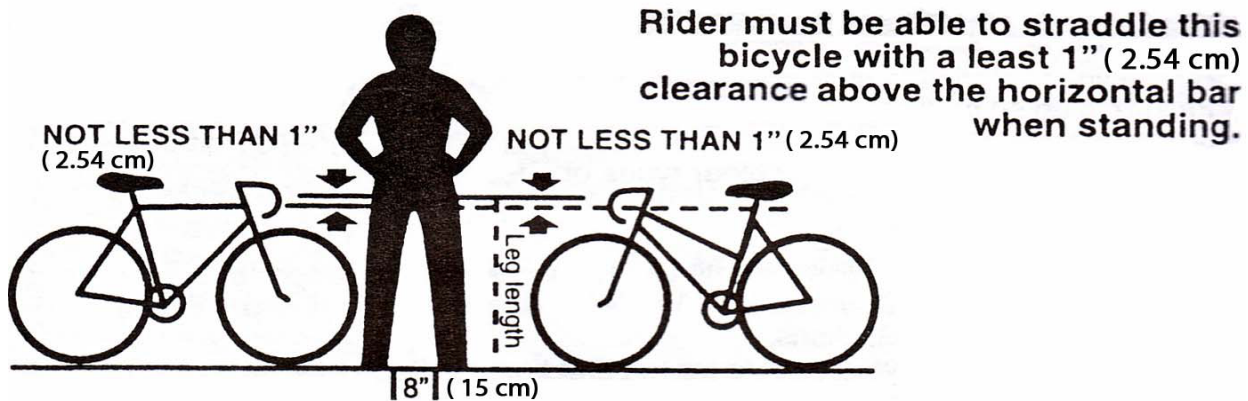 Rider must be able to straddle this
bicycle with a least 1" ( 2.54 cm)
clearance above the horizontal bar
when standing.
NOT LESS THAN 1"
( 2.54 cm)
NOT LESS THAN 1" ( 2.54 cm)
Leg length
8" ( 15 cm)